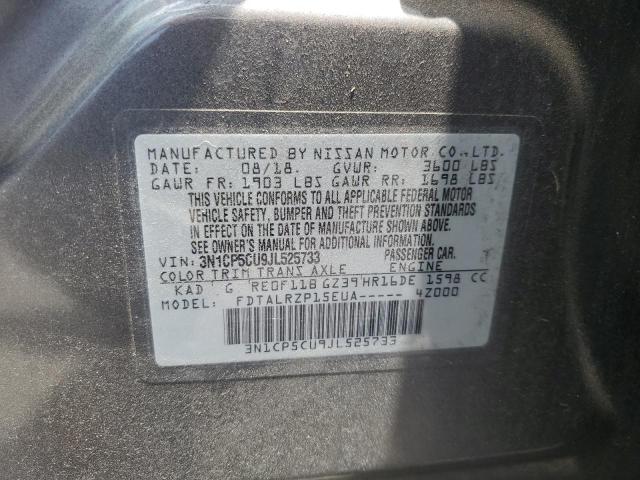 MANUFACTURED BY NISSAN MOTOR CO.,LTD.
DATE: 08/18. GVWR: 3600 LBS
GAWR FR: 1903 LBS GAWR RR: 1698 LBS
THIS VEHICLE CONFORMS TO ALL APPLICABLE FEDERAL MOTOR
VEHICLE SAFETY, BUMPER AND THEFT PREVENTION STANDARDS
IN EFFECT ON THE DATE OF MANUFACTURE SHOWN ABOVE.
SEE OWNER'S MANUAL FOR ADDITIONAL INFORMATION.
VIN: 3N1CP5CU9JL525733 PASSENGER CAR.
COLOR TRIM TRANS AXLE ENGINE
KAD G RE0F11B GZ39 HR16DE 1598 CC
FDTALRZP15EUA----- 4Z000
3N1CP5CU9JL525733